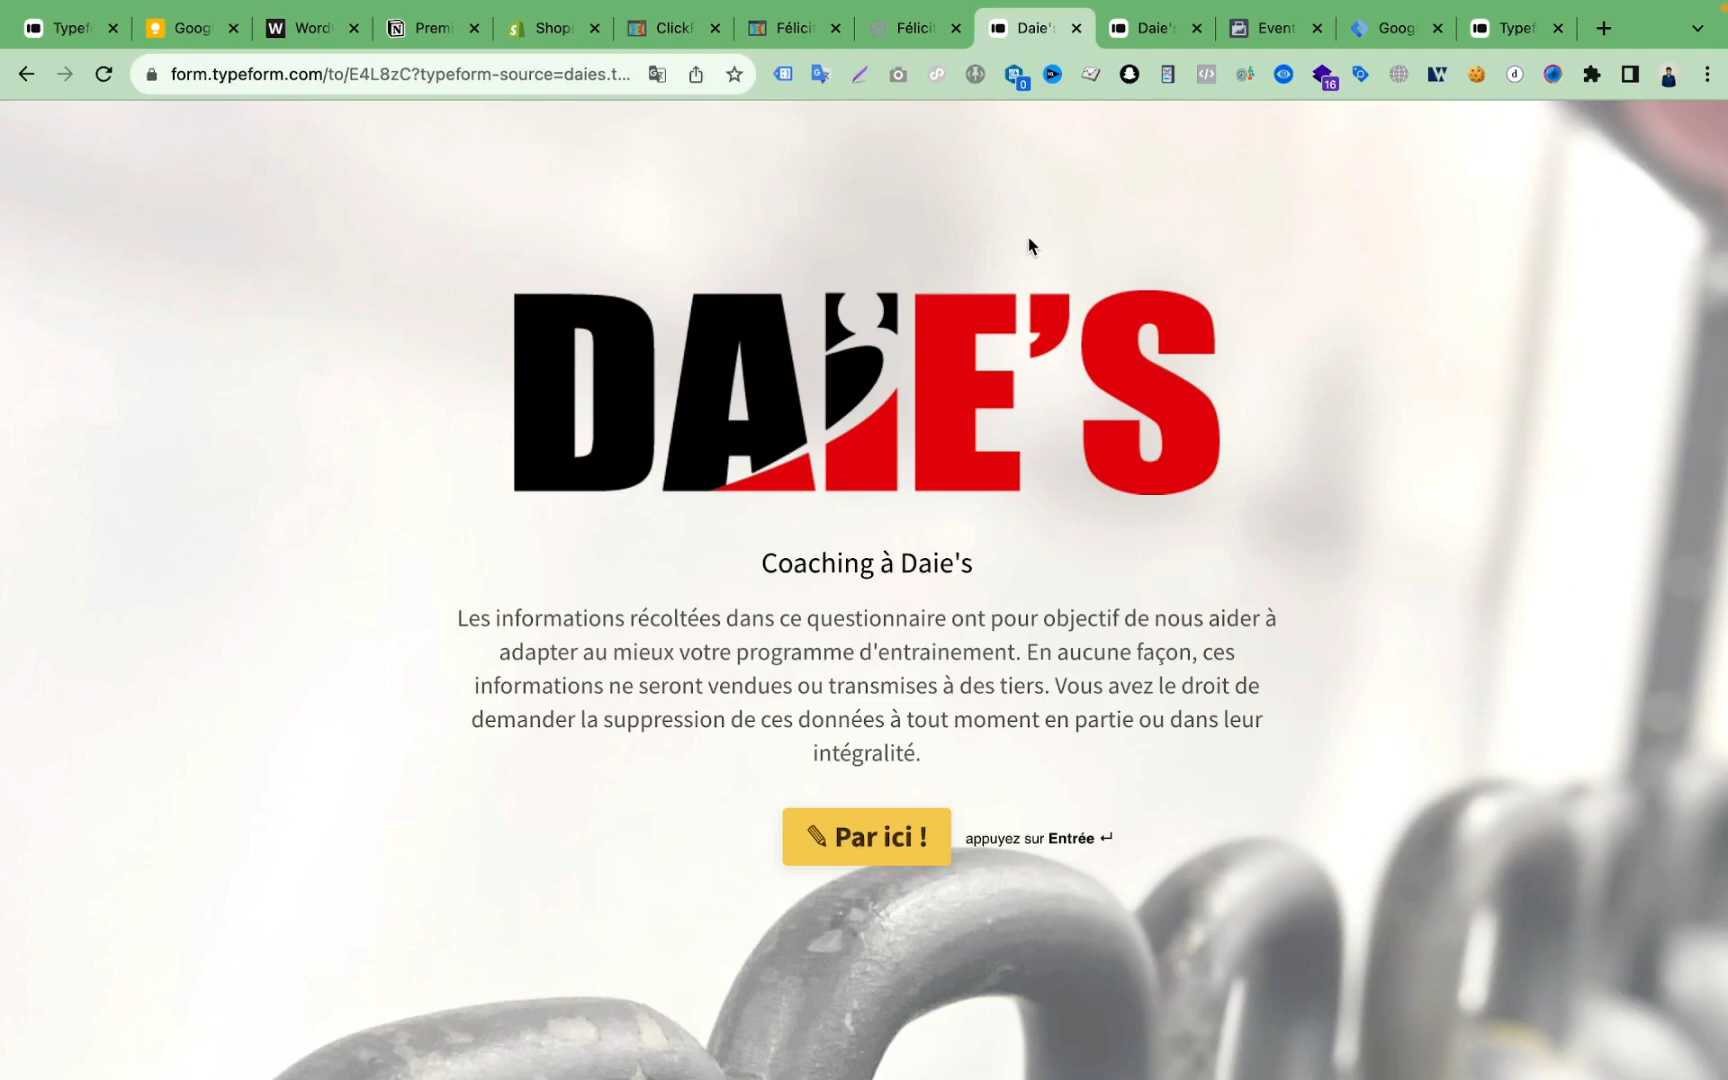 Typef
Goog
Word
Premi
Shop
Click
Félici
Félici
Daie's
Daie'
Event
Goog
Typef
form.typeform.com/to/E4L8zC?typeform-source=daies.t...
0
16
DAIE'S
Coaching à Daie's
Les informations récoltées dans ce questionnaire ont pour objectif de nous aider à
adapter au mieux votre programme d'entrainement. En aucune façon, ces
informations ne seront vendues ou transmises à des tiers. Vous avez le droit de
demander la suppression de ces données à tout moment en partie ou dans leur
intégralité.
✎ Par ici !
appuyez sur Entrée ↵